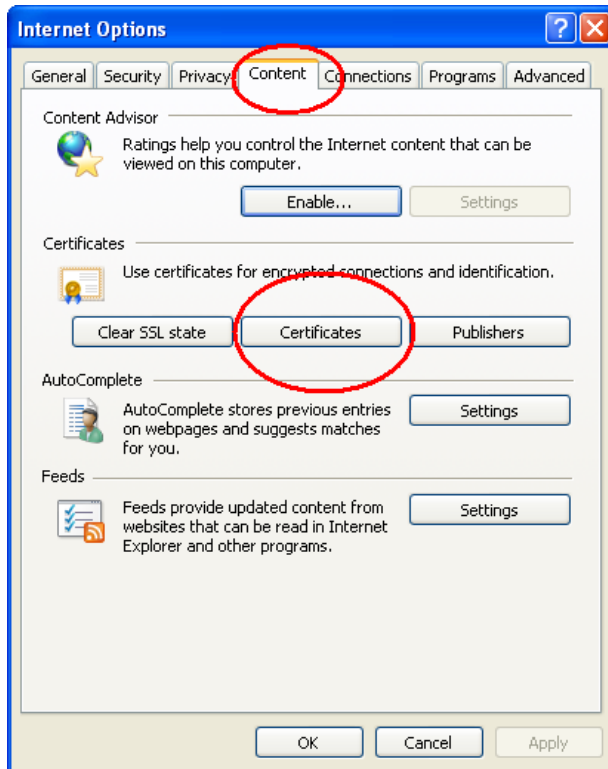 Internet Options
General Security Privacy Content Connections Programs Advanced
Content Advisor
Ratings help you control the Internet content that can be
viewed on this computer.
Enable... Settings
Certificates
Use certificates for encrypted connections and identification.
Clear SSL state Certificates Publishers
AutoComplete
AutoComplete stores previous entries
on webpages and suggests matches
for you.
Settings
Feeds
Feeds provide updated content from
websites that can be read in Internet
Explorer and other programs.
Settings
OK Cancel Apply